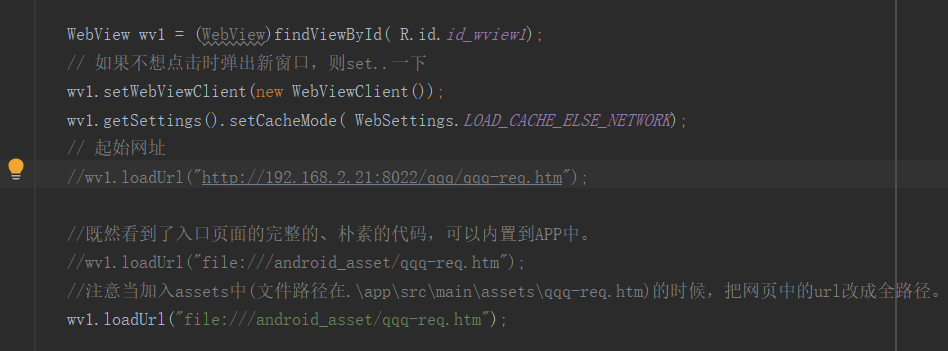 WebView wv1 = (WebView)findViewById( R.id.id_wview1);
// 如果不想点击时弹出新窗口，则set..一下
wv1.setWebViewClient(new WebViewClient());
wv1.getSettings().setCacheMode( WebSettings.LOAD_CACHE_ELSE_NETWORK);
// 起始网址
//wv1.loadUrl("http://192.168.2.21:8022/qqq/qqq-req.htm");
//既然看到了入口页面的完整的、朴素的代码，可以内置到APP中。
//wv1.loadUrl("file:///android_asset/qqq-req.htm");
//注意当加入assets中(文件路径在.\app\src\main\assets\qqq-req.htm)的时候，把网页中的url改成全路径。
wv1.loadUrl("file:///android_asset/qqq-req.htm");